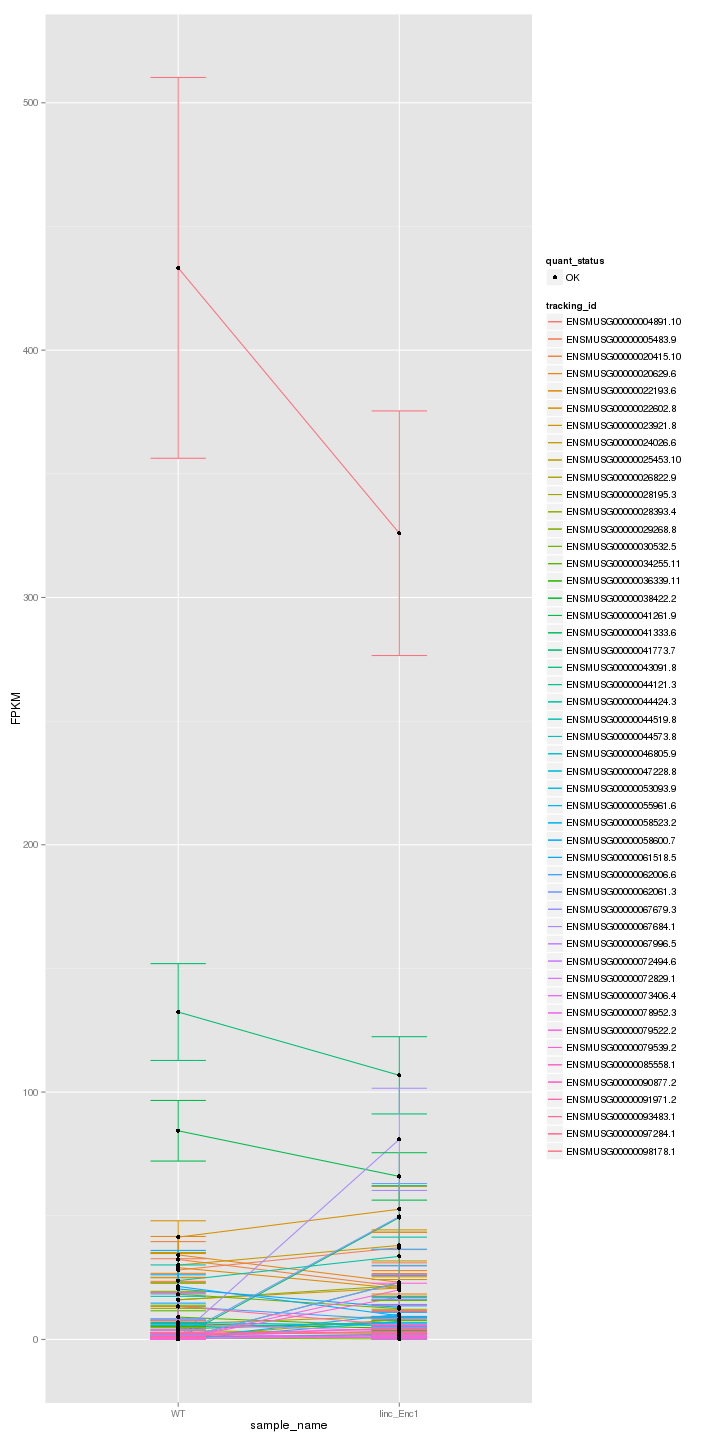 500
400
300
200
100
0
FPKM
WT
linc_Enc1
sample_name
quant_status
OK
tracking_id
ENSMUSG00000004891.10
ENSMUSG00000005483.9
ENSMUSG00000020415.10
ENSMUSG00000020629.6
ENSMUSG00000022193.6
ENSMUSG00000022602.8
ENSMUSG00000023921.8
ENSMUSG00000024026.6
ENSMUSG00000025453.10
ENSMUSG00000026822.9
ENSMUSG00000028195.3
ENSMUSG00000028393.4
ENSMUSG00000029268.8
ENSMUSG00000030532.5
ENSMUSG00000034255.11
ENSMUSG00000036339.11
ENSMUSG00000038422.2
ENSMUSG00000041261.9
ENSMUSG00000041333.6
ENSMUSG00000041773.7
ENSMUSG00000043091.8
ENSMUSG00000044121.3
ENSMUSG00000044424.3
ENSMUSG00000044519.8
ENSMUSG00000044573.8
ENSMUSG00000046805.9
ENSMUSG00000047228.8
ENSMUSG00000053093.9
ENSMUSG00000055961.6
ENSMUSG00000058523.2
ENSMUSG00000058600.7
ENSMUSG00000061518.5
ENSMUSG00000062006.6
ENSMUSG00000062061.3
ENSMUSG00000067679.3
ENSMUSG00000067684.1
ENSMUSG00000067996.5
ENSMUSG00000072494.6
ENSMUSG00000072829.1
ENSMUSG00000073406.4
ENSMUSG00000078952.3
ENSMUSG00000079522.2
ENSMUSG00000079539.2
ENSMUSG00000085558.1
ENSMUSG00000090877.2
ENSMUSG00000091971.2
ENSMUSG00000093483.1
ENSMUSG00000097284.1
ENSMUSG00000098178.1